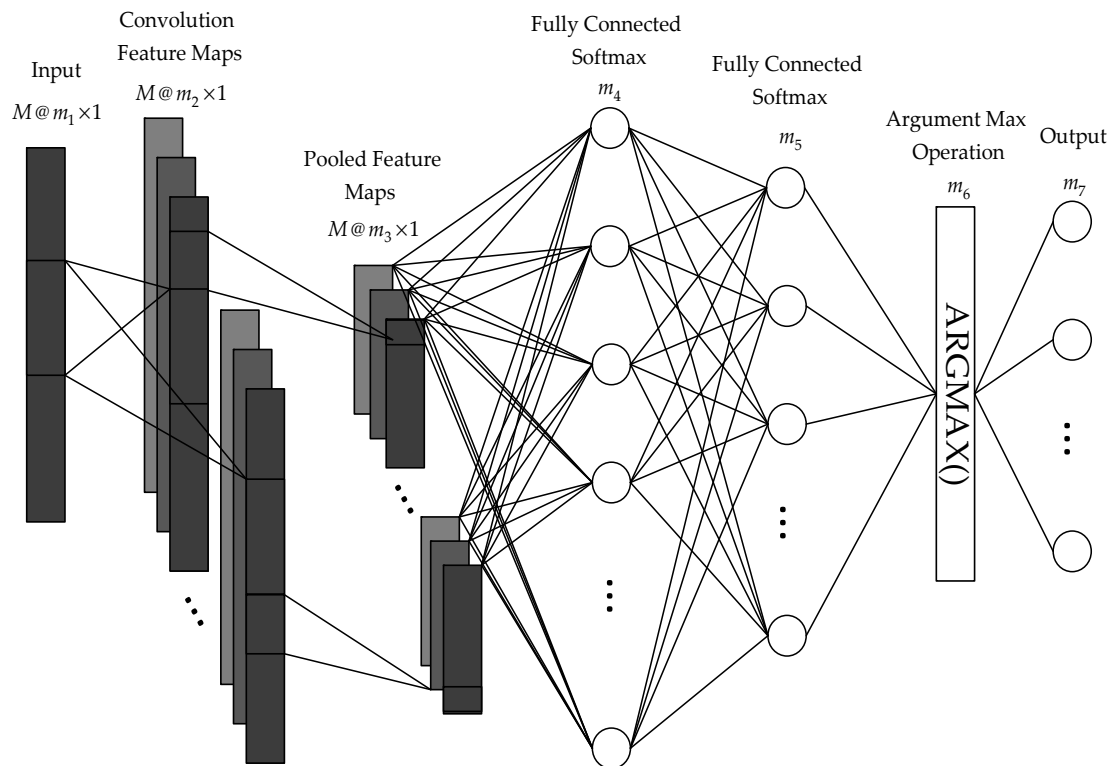 Input
M@m₁×1
Convolution
Feature Maps
M@m₂×1
Pooled Feature
Maps
M@m₃×1
Fully Connected
Softmax
m₄
Fully Connected
Softmax
m₅
Argument Max
Operation
m₆
ARGMAX()
Output
m₇